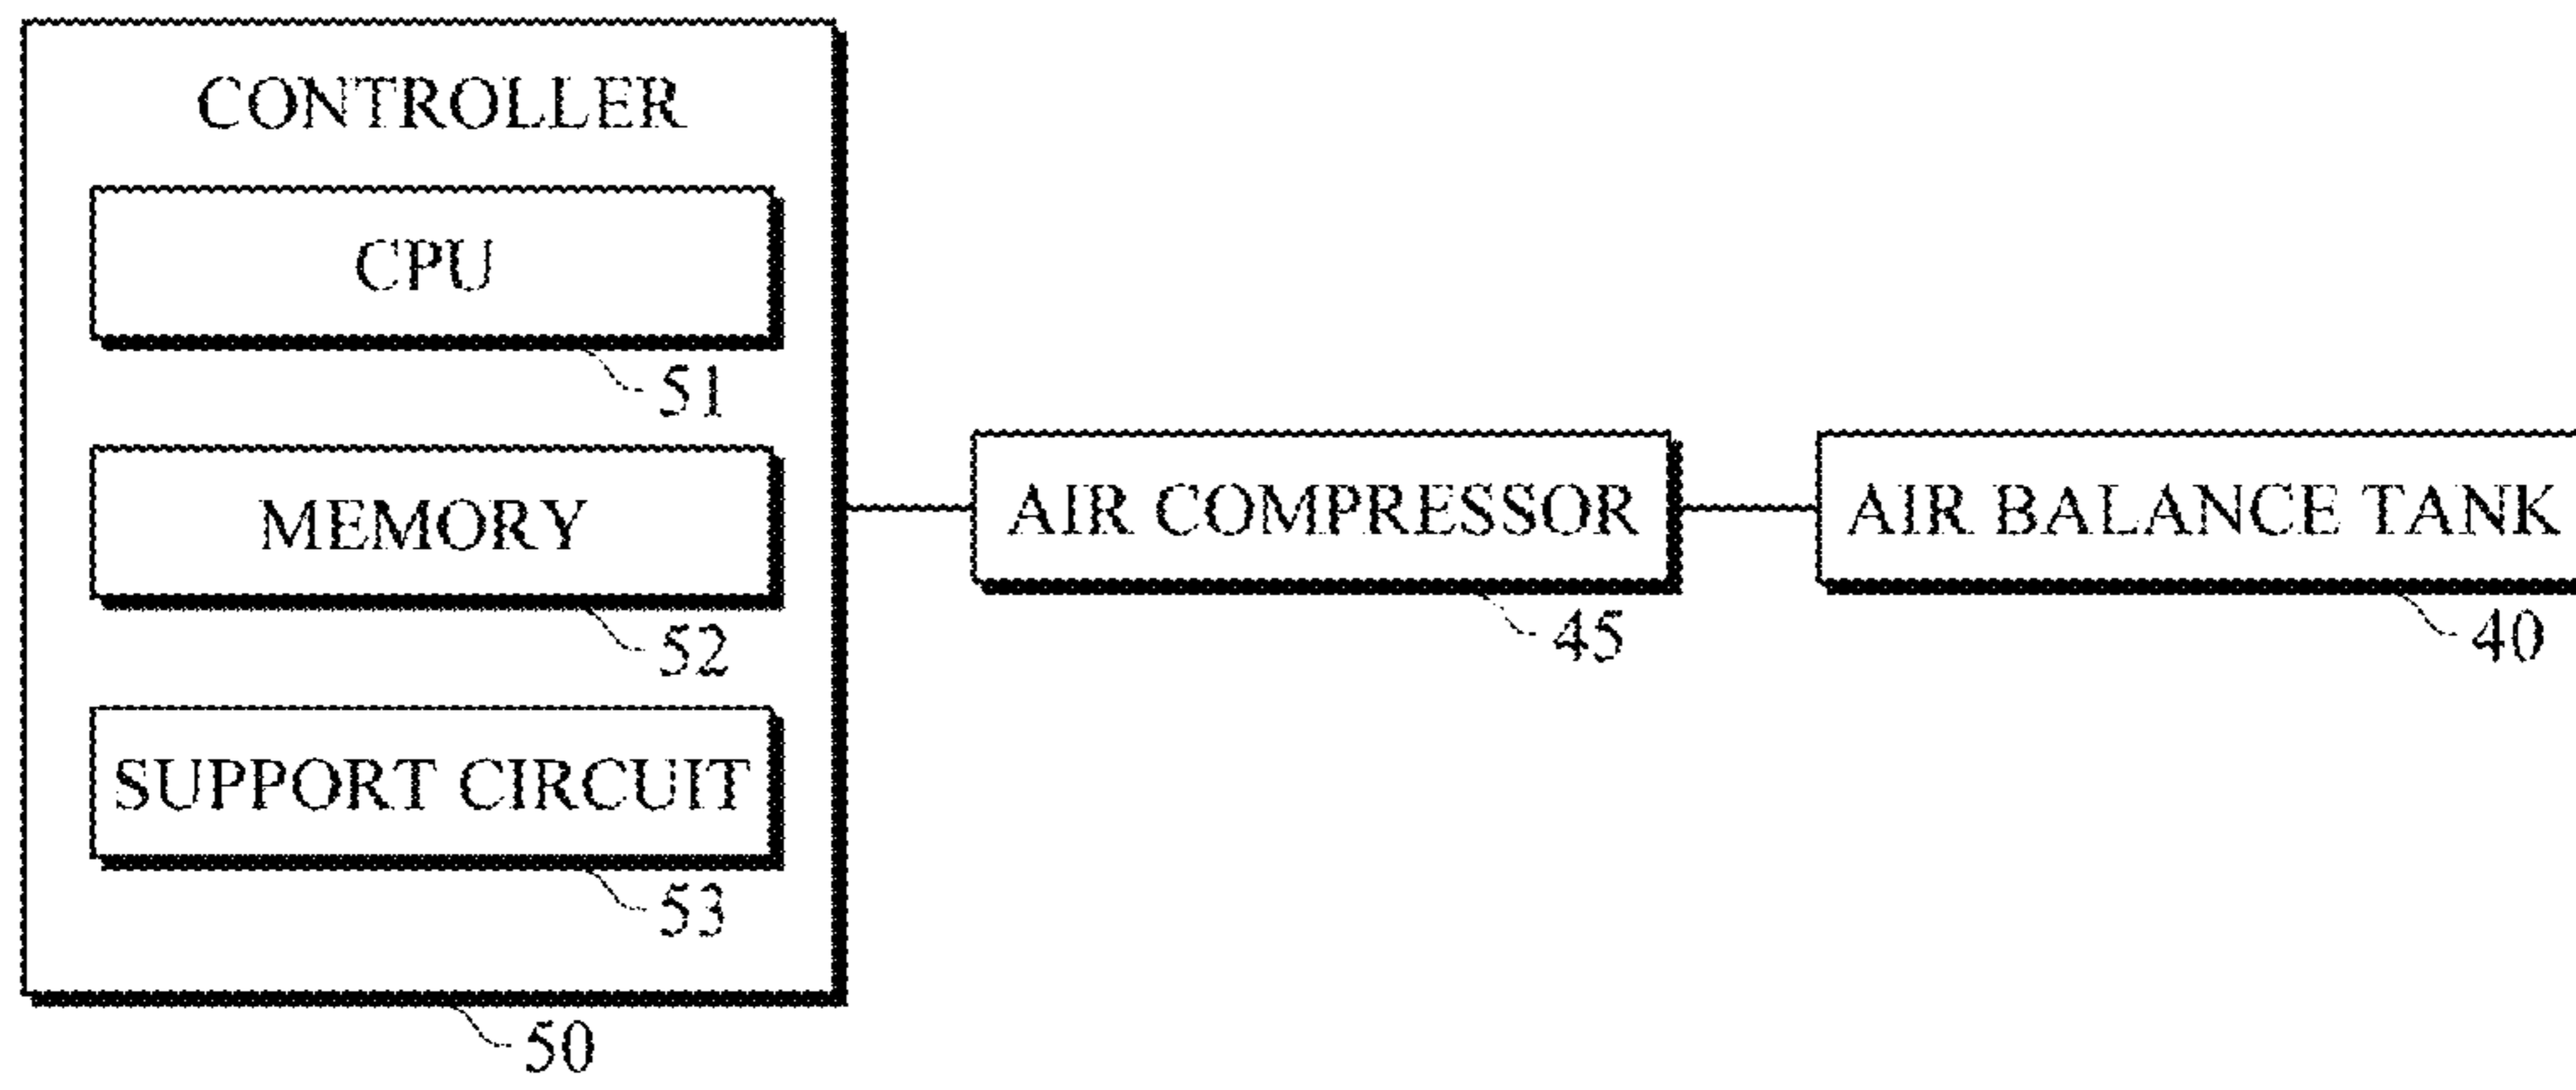 CONTROLLER
CPU
51
MEMORY
52
SUPPORT CIRCUIT
53
50
AIR COMPRESSOR
45
AIR BALANCE TANK
40